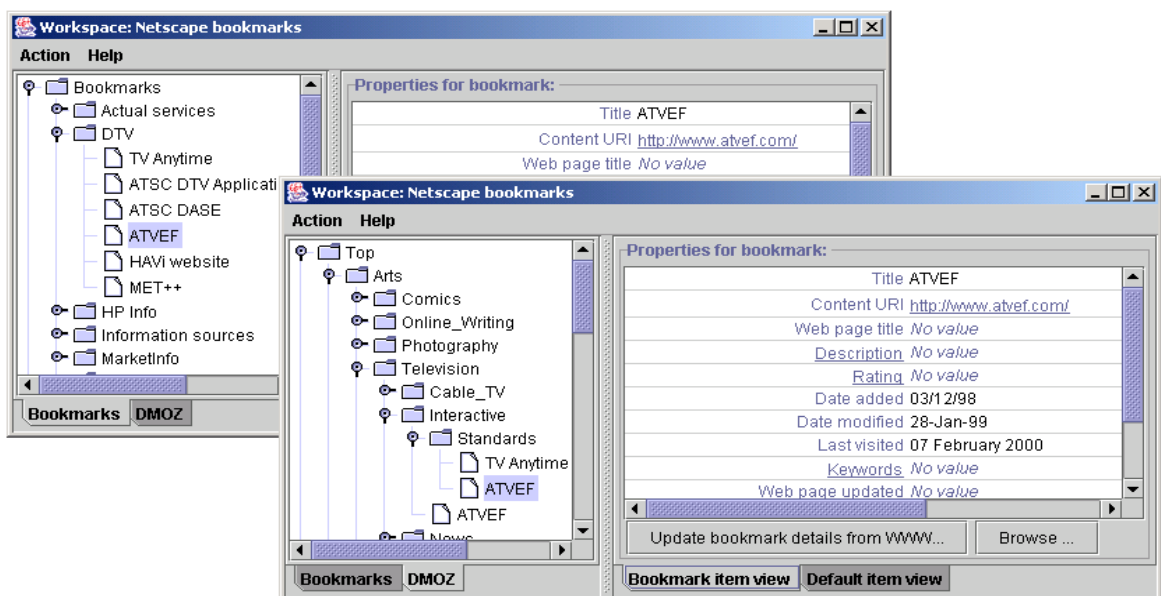 Workspace: Netscape bookmarks
Action Help
Bookmarks
Actual services
DTV
TV Anytime
ATSC DTV Applicati
ATSC DASE
ATVEF
HAVi website
MET++
HP Info
Information sources
MarketInfo
Bookmarks DMOZ
Properties for bookmark:
Title ATVEF
Content URI http://www.atvef.com/
Web page title No value
Workspace: Netscape bookmarks
Action Help
Top
Arts
Comics
Online_Writing
Photography
Television
Cable_TV
Interactive
Standards
TV Anytime
ATVEF
ATVEF
News
Bookmarks DMOZ
Properties for bookmark:
Title ATVEF
Content URI http://www.atvef.com/
Web page title No value
Description No value
Rating No value
Date added 03/12/98
Date modified 28-Jan-99
Last visited 07 February 2000
Keywords No value
Web page updated No value
Update bookmark details from WWW... Browse ...
Bookmark item view Default item view